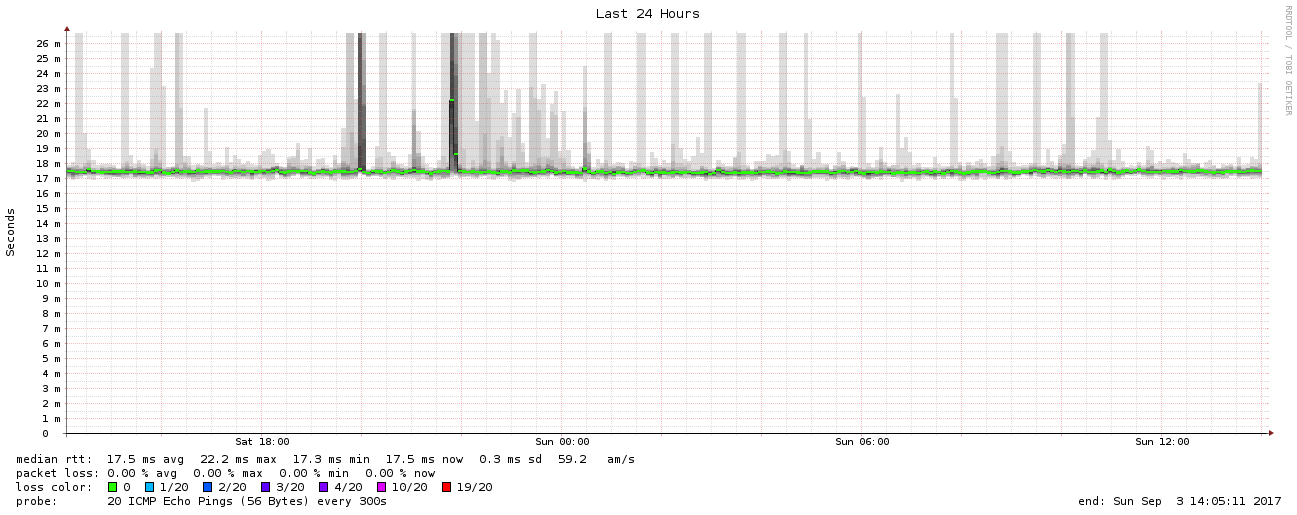 Last 24 Hours
RRDTOOL / TOBI OETIKER
Seconds
26 m
25 m
24 m
23 m
22 m
21 m
20 m
19 m
18 m
17 m
16 m
15 m
14 m
13 m
12 m
11 m
10 m
9 m
8 m
7 m
6 m
5 m
4 m
3 m
2 m
1 m
0
Sat 18:00 Sun 00:00 Sun 06:00 Sun 12:00
median rtt: 17.5 ms avg 22.2 ms max 17.3 ms min 17.5 ms now 0.3 ms sd 59.2 am/s
packet loss: 0.00 % avg 0.00 % max 0.00 % min 0.00 % now
loss color: 0 1/20 2/20 3/20 4/20 10/20 19/20
probe: 20 ICMP Echo Pings (56 Bytes) every 300s end: Sun Sep 3 14:05:11 2017